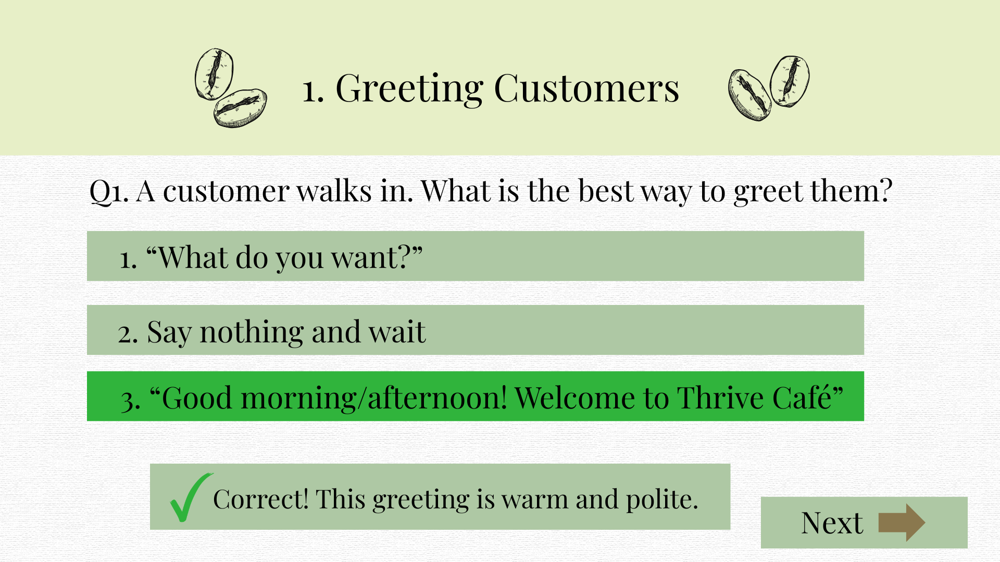 1. Greeting Customers
Q1. A customer walks in. What is the best way to greet them?
1. “What do you want?”
2. Say nothing and wait
3. “Good morning/afternoon! Welcome to Thrive Café”
Correct! This greeting is warm and polite.
Next